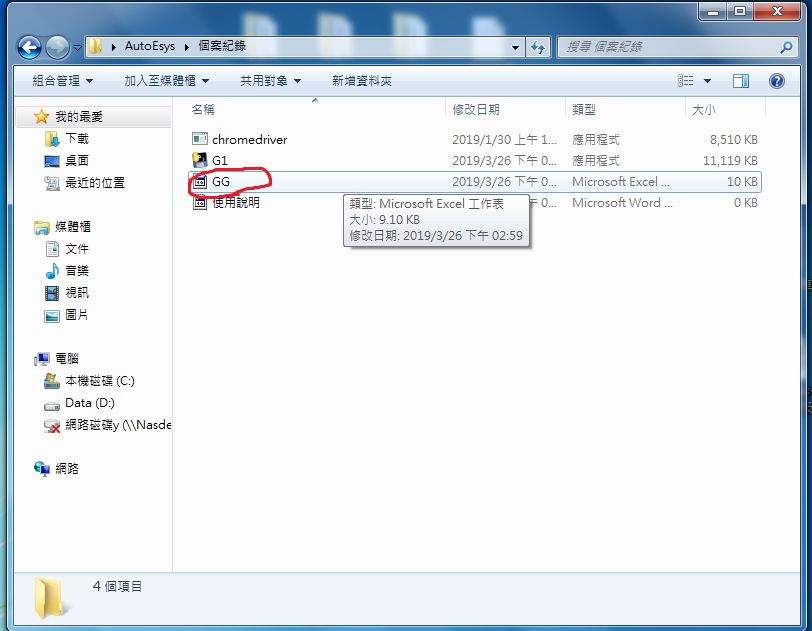 AutoEsys 個案紀錄
搜尋 個案紀錄
組合管理 加入至媒體櫃 共用對象 新增資料夾
我的最愛
下載
桌面
最近的位置
媒體櫃
文件
音樂
視訊
圖片
電腦
本機磁碟 (C:)
Data (D:)
網路磁碟y (\\Nasde
網路
名稱 修改日期 類型 大小
chromedriver 2019/1/30 上午 1... 應用程式 8,510 KB
G1 2019/3/26 下午 0... 應用程式 11,119 KB
GG 2019/3/26 下午 0... Microsoft Excel ... 10 KB
使用說明 下午 0... Microsoft Word ... 0 KB
類型: Microsoft Excel 工作表
大小: 9.10 KB
修改日期: 2019/3/26 下午 02:59
4 個項目